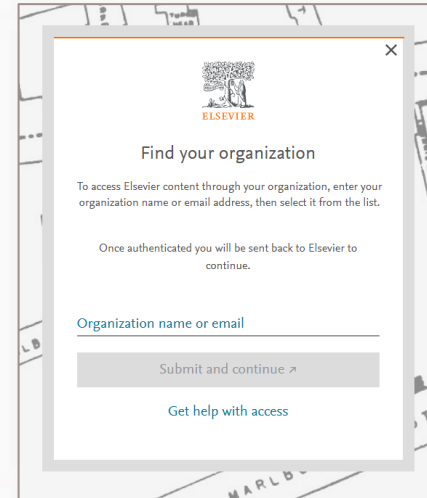 ELSEVIER
Find your organization
To access Elsevier content through your organization, enter your
organization name or email address, then select it from the list.
Once authenticated you will be sent back to Elsevier to
continue.
Organization name or email
Submit and continue ↗
Get help with access